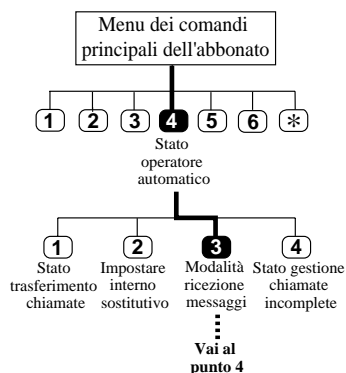 Menu dei comandi
principali dell'abbonato
1 2 3 4 5 6 *
Stato
operatore
automatico
1 2 3 4
Stato
trasferimento
chiamate
Impostare
interno
sostitutivo
Modalità
ricezione
messaggi
Stato gestione
chiamate
incomplete
Vai al
punto 4